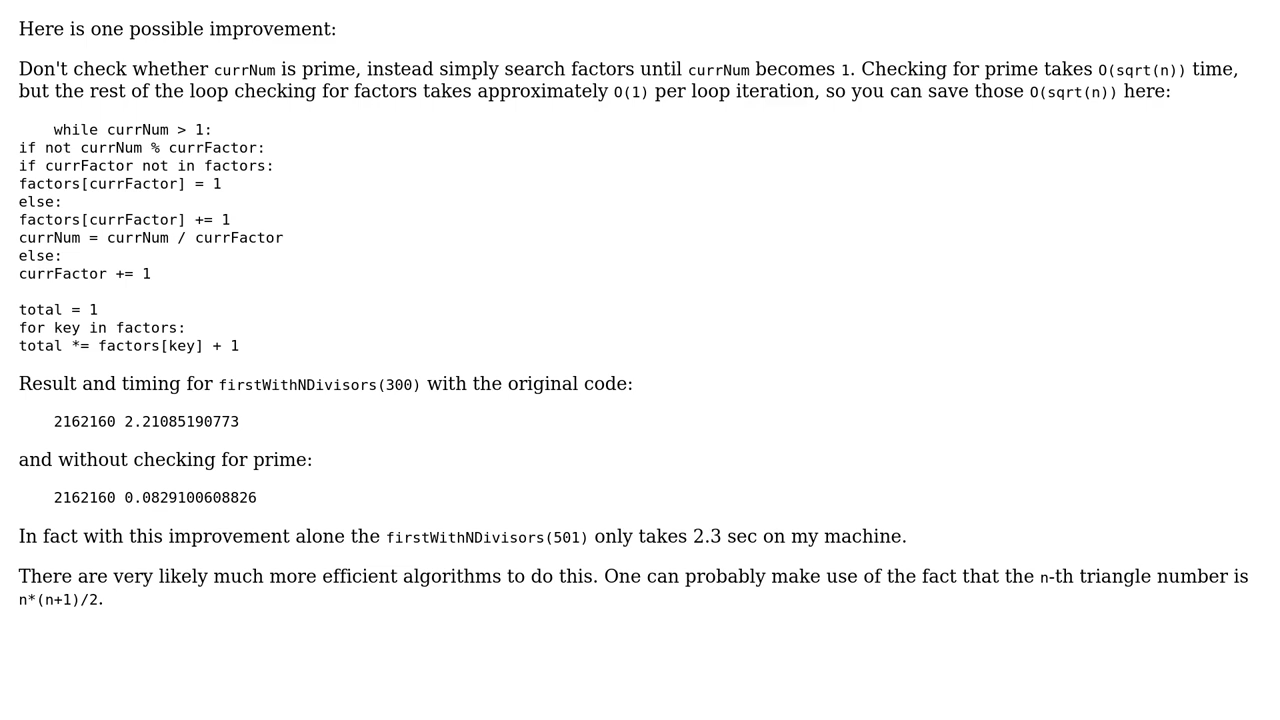 Here is one possible improvement:
Don't check whether currNum is prime, instead simply search factors until currNum becomes 1. Checking for prime takes O(sqrt(n)) time,
but the rest of the loop checking for factors takes approximately O(1) per loop iteration, so you can save those O(sqrt(n)) here:
    while currNum > 1:
if not currNum % currFactor:
if currFactor not in factors:
factors[currFactor] = 1
else:
factors[currFactor] += 1
currNum = currNum / currFactor
else:
currFactor += 1

total = 1
for key in factors:
total *= factors[key] + 1
Result and timing for firstWithNDivisors(300) with the original code:
    2162160 2.21085190773
and without checking for prime:
    2162160 0.0829100608826
In fact with this improvement alone the firstWithNDivisors(501) only takes 2.3 sec on my machine.
There are very likely much more efficient algorithms to do this. One can probably make use of the fact that the n-th triangle number is
n*(n+1)/2.